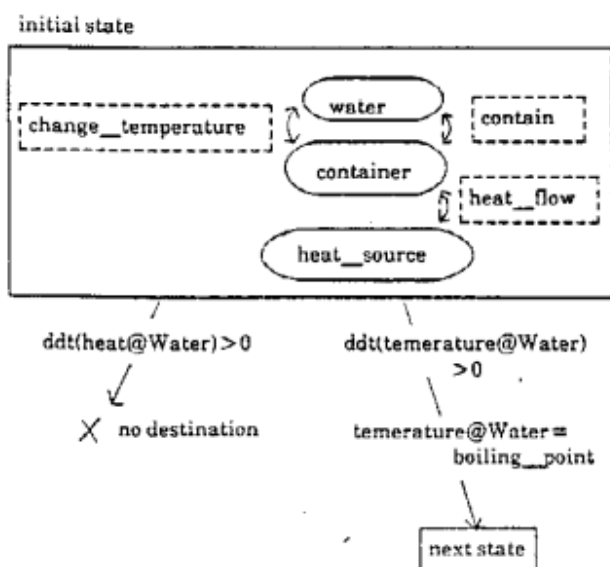 initial state
water
change__temperature
contain
container
heat__flow
heat__source
ddt(heat@Water)>0
ddt(temerature@Water)
>0
X no destination
temerature@Water=
boiling__point
next state